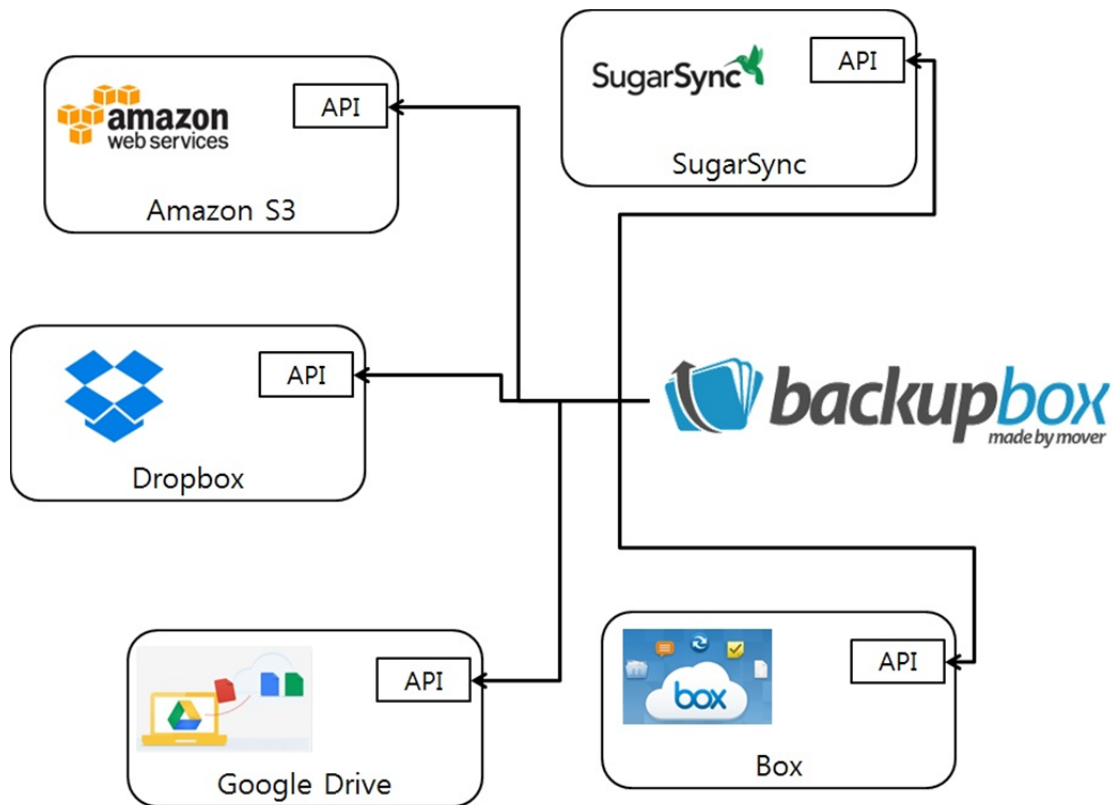 SugarSync
API
SugarSync
amazon
web services
API
Amazon S3
API
Dropbox
backupbox
made by mover
API
Google Drive
box
API
Box